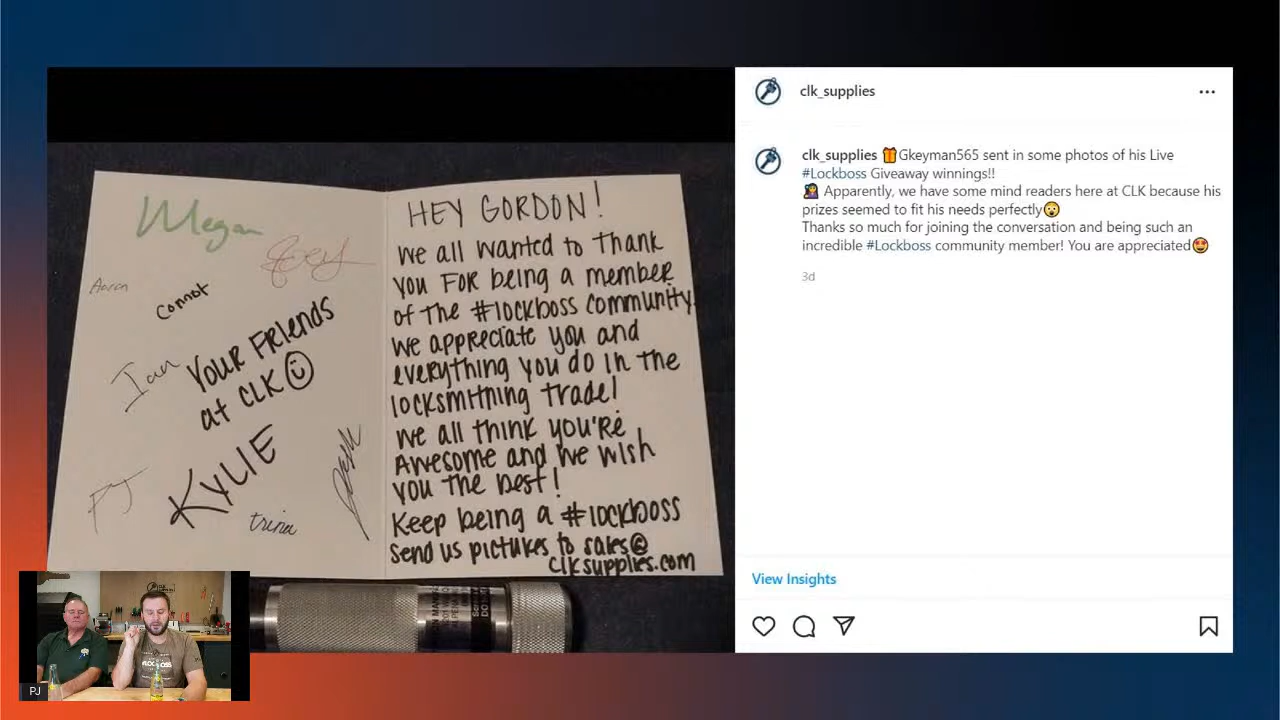 Megan
Joey
Aaron
Connor
Ian
YOUR FRIENDS
at CLK
PJ
KYLIE
trina
HEY GORDON!
We all wanted to thank
you FOR being a member
of the #lockboss community.
We appreciate you and
everything you do in the
locksmithing trade!
We all think you're
Awesome and we wish
you the best!
Keep being a #lockboss
Send us pictures to sales@
clksupplies.com
clk_supplies
clk_supplies 🎁Gkeyman565 sent in some photos of his Live
#Lockboss Giveaway winnings!!
🙋‍♀️ Apparently, we have some mind readers here at CLK because his
prizes seemed to fit his needs perfectly😮
Thanks so much for joining the conversation and being such an
incredible #Lockboss community member! You are appreciated🤩
3d
View Insights
PJ